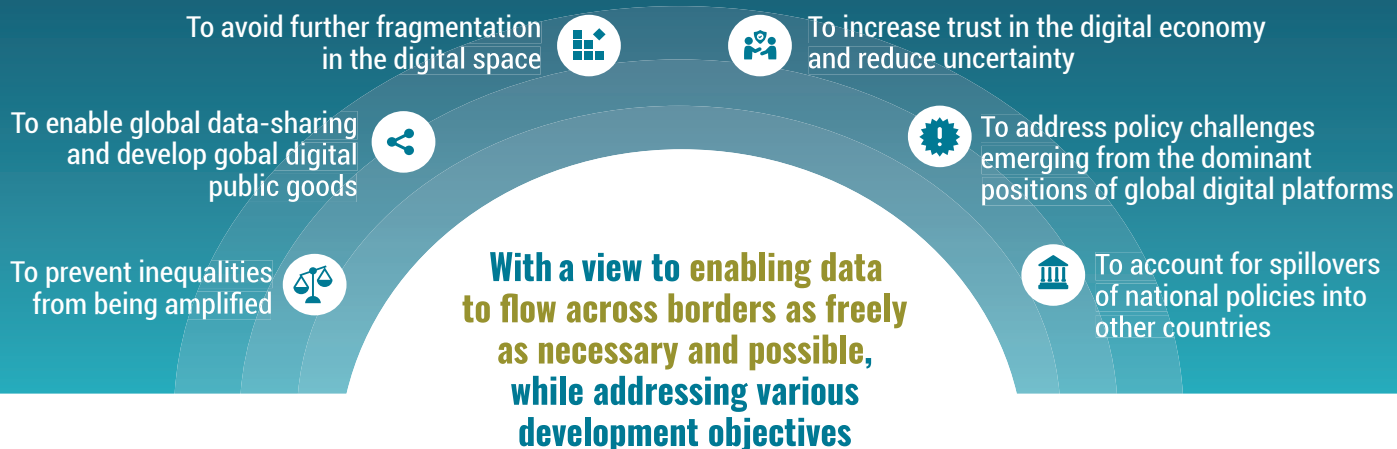 To avoid further fragmentation
in the digital space
To increase trust in the digital economy
and reduce uncertainty
To enable global data-sharing
and develop gobal digital
public goods
To address policy challenges
emerging from the dominant
positions of global digital platforms
To prevent inequalities
from being amplified
To account for spillovers
of national policies into
other countries
With a view to enabling data
to flow across borders as freely
as necessary and possible,
while addressing various
development objectives